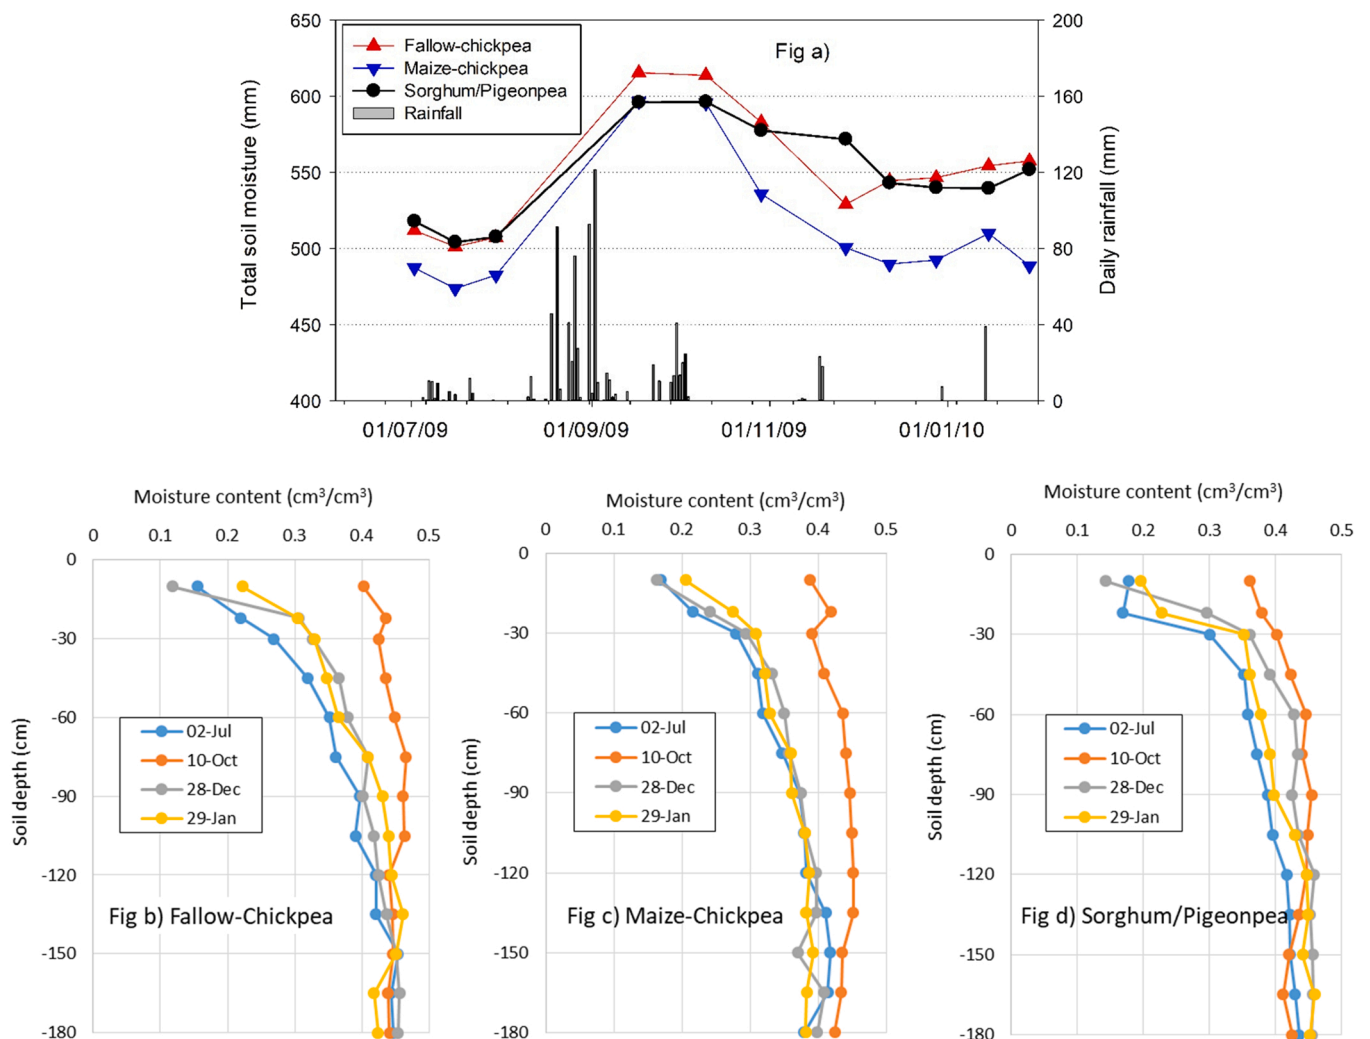 Fig a)
Fallow-chickpea
Maize-chickpea
Sorghum/Pigeonpea
Rainfall
Total soil moisture (mm)
650
600
550
500
450
400
Daily rainfall (mm)
200
160
120
80
40
0
01/07/09 01/09/09 01/11/09 01/01/10
Moisture content (cm³/cm³)
0 0.1 0.2 0.3 0.4 0.5
Soil depth (cm)
0
-30
-60
-90
-120
-150
-180
02-Jul
10-Oct
28-Dec
29-Jan
Fig b) Fallow-Chickpea
Moisture content (cm³/cm³)
0 0.1 0.2 0.3 0.4 0.5
Soil depth (cm)
0
-30
-60
-90
-120
-150
-180
02-Jul
10-Oct
28-Dec
29-Jan
Fig c) Maize-Chickpea
Moisture content (cm³/cm³)
0 0.1 0.2 0.3 0.4 0.5
Soil depth (cm)
0
-30
-60
-90
-120
-150
-180
02-Jul
10-Oct
28-Dec
29-Jan
Fig d) Sorghum/Pigeonpea